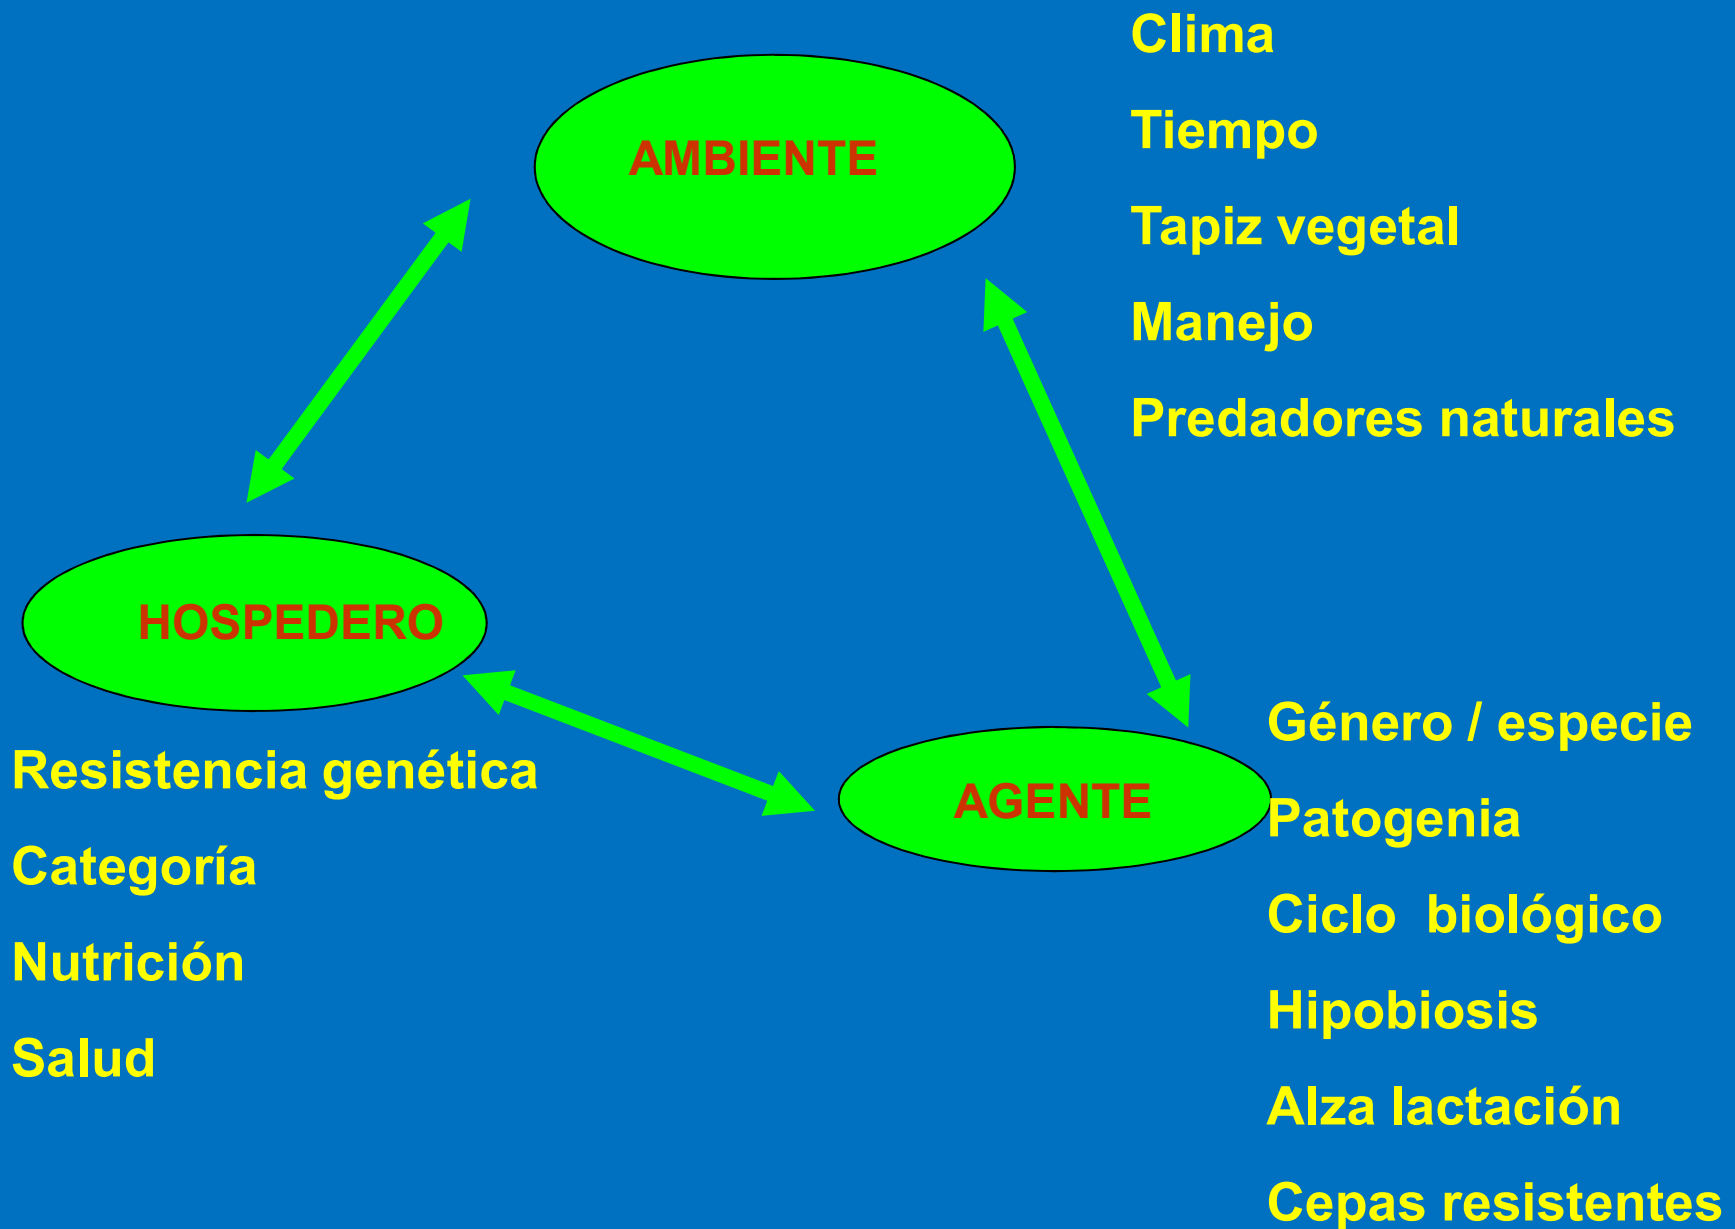 Clima
Tiempo
Tapiz vegetal
Manejo
Predadores naturales
AMBIENTE
HOSPEDERO
Resistencia genética
Categoría
Nutrición
Salud
AGENTE
Género / especie
Patogenia
Ciclo  biológico
Hipobiosis
Alza lactación
Cepas resistentes